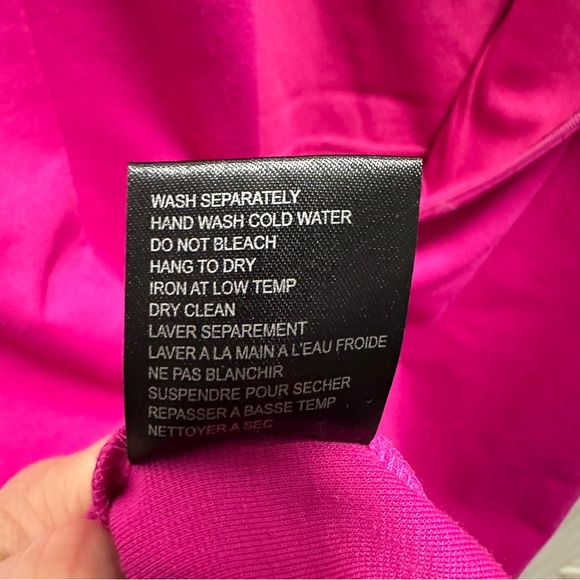 WASH SEPARATELY
HAND WASH COLD WATER
DO NOT BLEACH
HANG TO DRY
IRON AT LOW TEMP
DRY CLEAN
LAVER SEPAREMENT
LAVER A LA MAIN A L'EAU FROIDE
NE PAS BLANCHIR
SUSPENDRE POUR SECHER
REPASSER A BASSE TEMP
NETTOYER A SEC